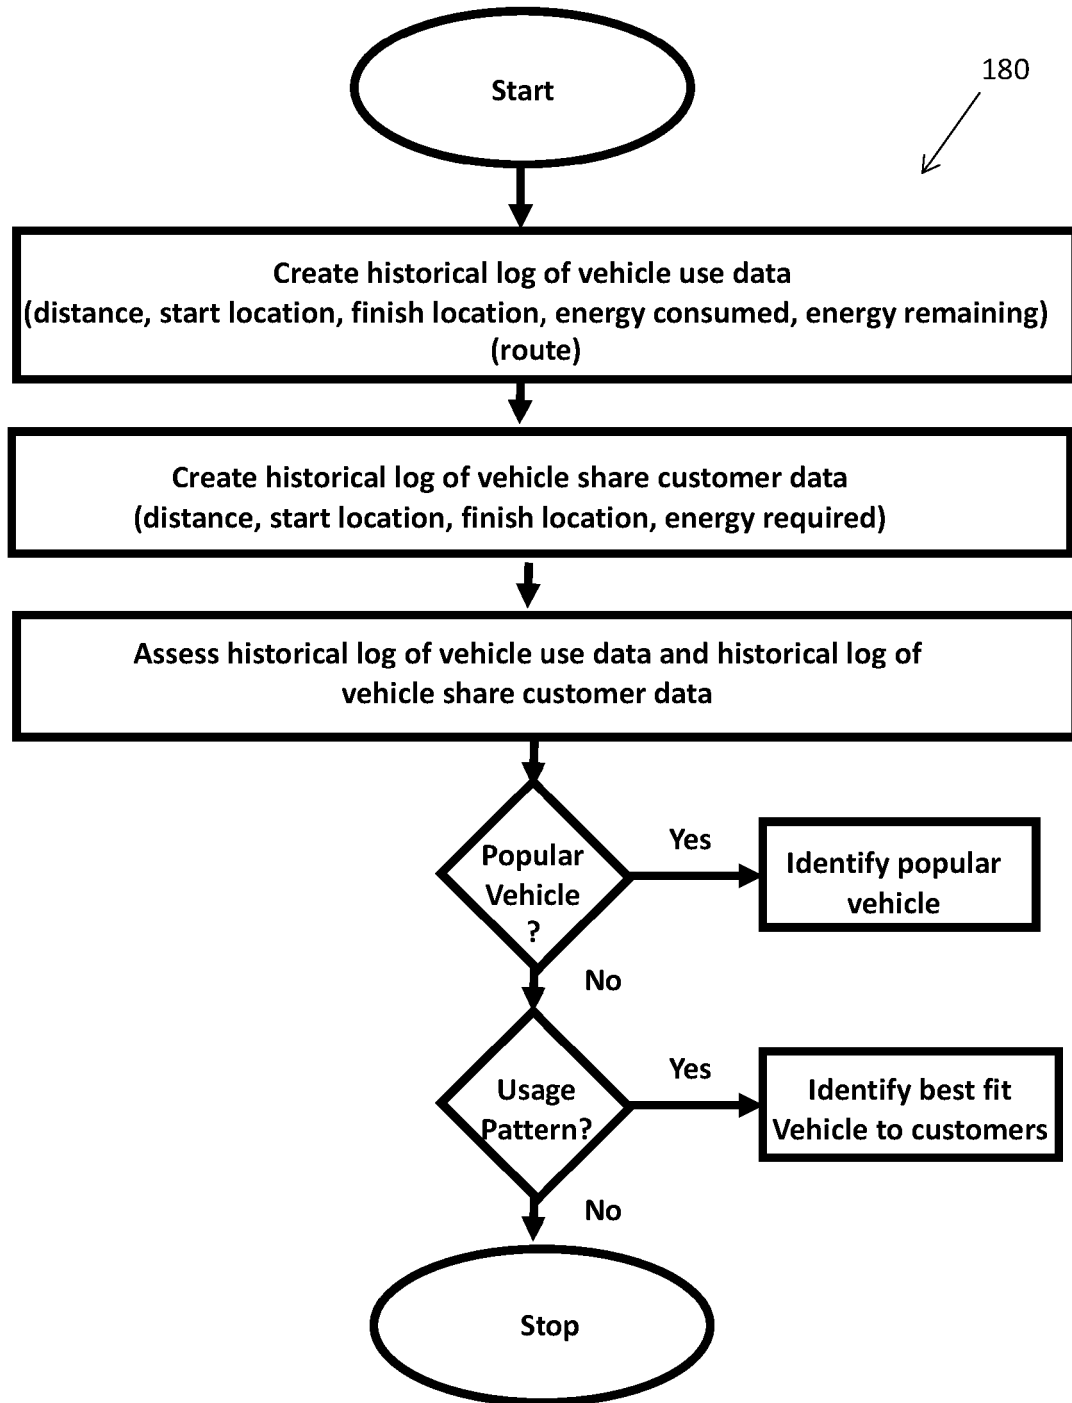 Start
180
Create historical log of vehicle use data
(distance, start location, finish location, energy consumed, energy remaining)
(route)
Create historical log of vehicle share customer data
(distance, start location, finish location, energy required)
Assess historical log of vehicle use data and historical log of
vehicle share customer data
Popular
Vehicle
?
Yes
Identify popular
vehicle
No
Usage
Pattern?
Yes
Identify best fit
Vehicle to customers
No
Stop